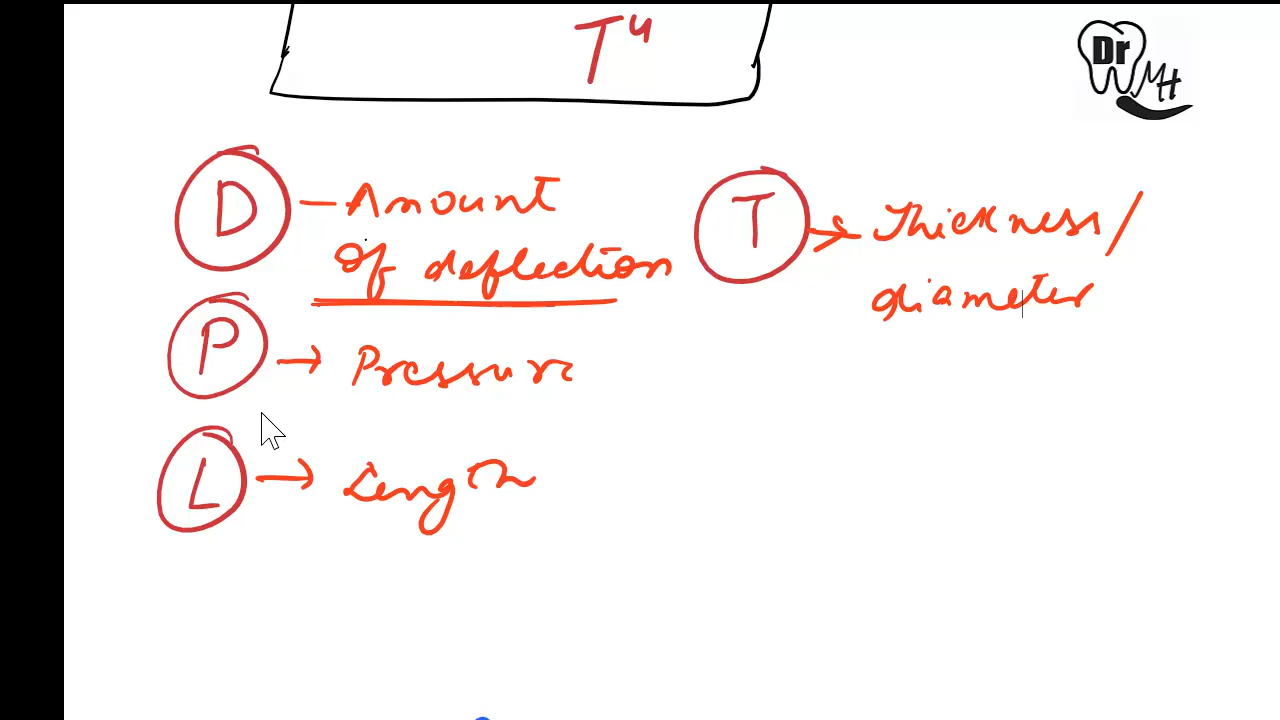 T⁴
Dr
MH
D – Amount
of deflection
T → Thickness/
diameter
P → Pressure
L → Length